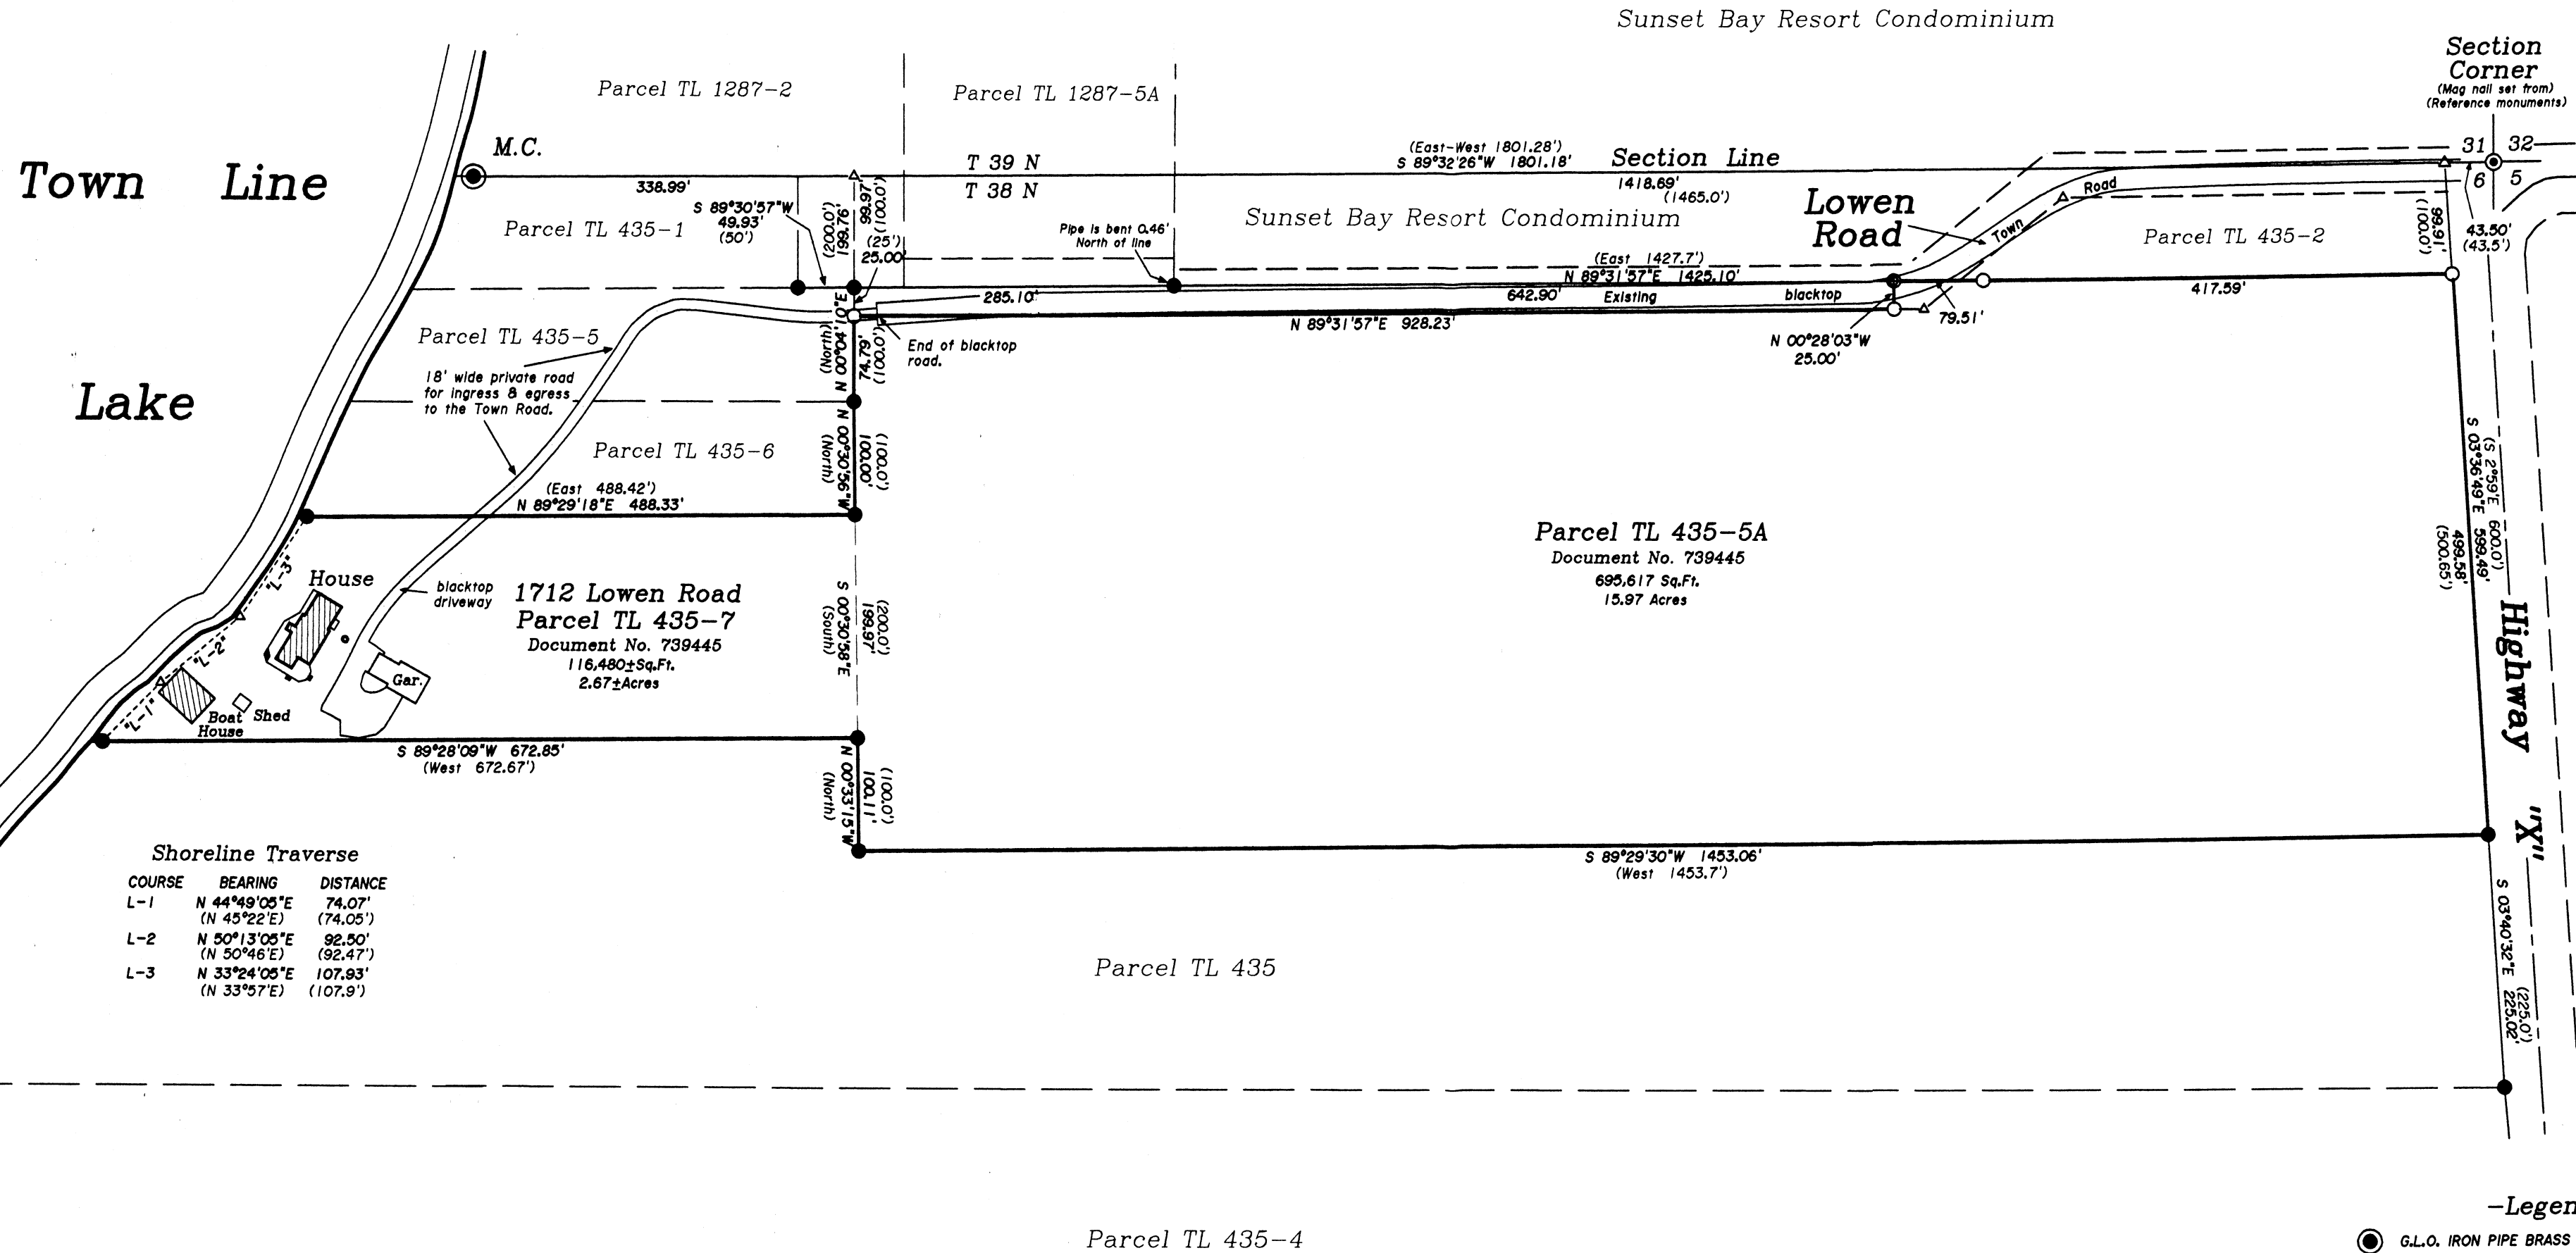 Sunset Bay Resort Condominium
Section
Corner
(Mag nail set from)
(Reference monuments)
Parcel TL 1287-2
Parcel TL 1287-5A
M.C.
Town Line
Lake
T 39 N
T 38 N
(East-West 1801.28')
S 89°32'26"W 1801.18'
Section Line
31
32
6
5
338.99'
1418.69'
(1465.0')
S 89°30'57"W
49.93'
(50')
Parcel TL 435-1
(200.0')
199.76'
99.97'
(100.0')
(25')
25.00'
Pipe is bent 0.46'
North of line
Sunset Bay Resort Condominium
Lowen
Road
Town
Road
Parcel TL 435-2
99.91'
(100.0')
43.50'
(43.5')
(East 1427.7')
N 89°31'57"E 1425.10'
285.10'
642.90'
Existing
blacktop
417.59'
79.51'
N 89°31'57"E 928.23'
N 00°28'03"W
25.00'
End of blacktop
road.
Parcel TL 435-5
18' wide private road
for ingress & egress
to the Town Road.
N 00°04'10"E
(North)
74.79'
(100.0')
Parcel TL 435-6
N 00°30'56"W
(North)
(100.0')
100.00'
(East 488.42')
N 89°29'18"E 488.33'
(S 2°59'E 600.0')
S 03°36'49"E 599.49'
499.58'
(500.65')
Parcel TL 435-5A
Document No. 739445
695,617 Sq.Ft.
15.97 Acres
"L-3"
House
blacktop
driveway
1712 Lowen Road
Parcel TL 435-7
Document No. 739445
116,480±Sq.Ft.
2.67±Acres
(200.0')
199.97'
S 00°30'58"E
(South)
"L-2"
Gar.
"L-1"
Boat
House
Shed
Highway "X"
S 89°28'09"W 672.85'
(West 672.67')
N 00°33'15"W
(North)
(100.0')
100.11'
S 89°29'30"W 1453.06'
(West 1453.7')
Shoreline Traverse
COURSE BEARING DISTANCE
L-1 N 44°49'05"E 74.07'
(N 45°22'E) (74.05')
L-2 N 50°13'05"E 92.50'
(N 50°46'E) (92.47')
L-3 N 33°24'05"E 107.93'
(N 33°57'E) (107.9')
(225.0')
S 03°40'32"E 225.02'
Parcel TL 435
Parcel TL 435-4
-Legen
G.L.O. IRON PIPE BRASS